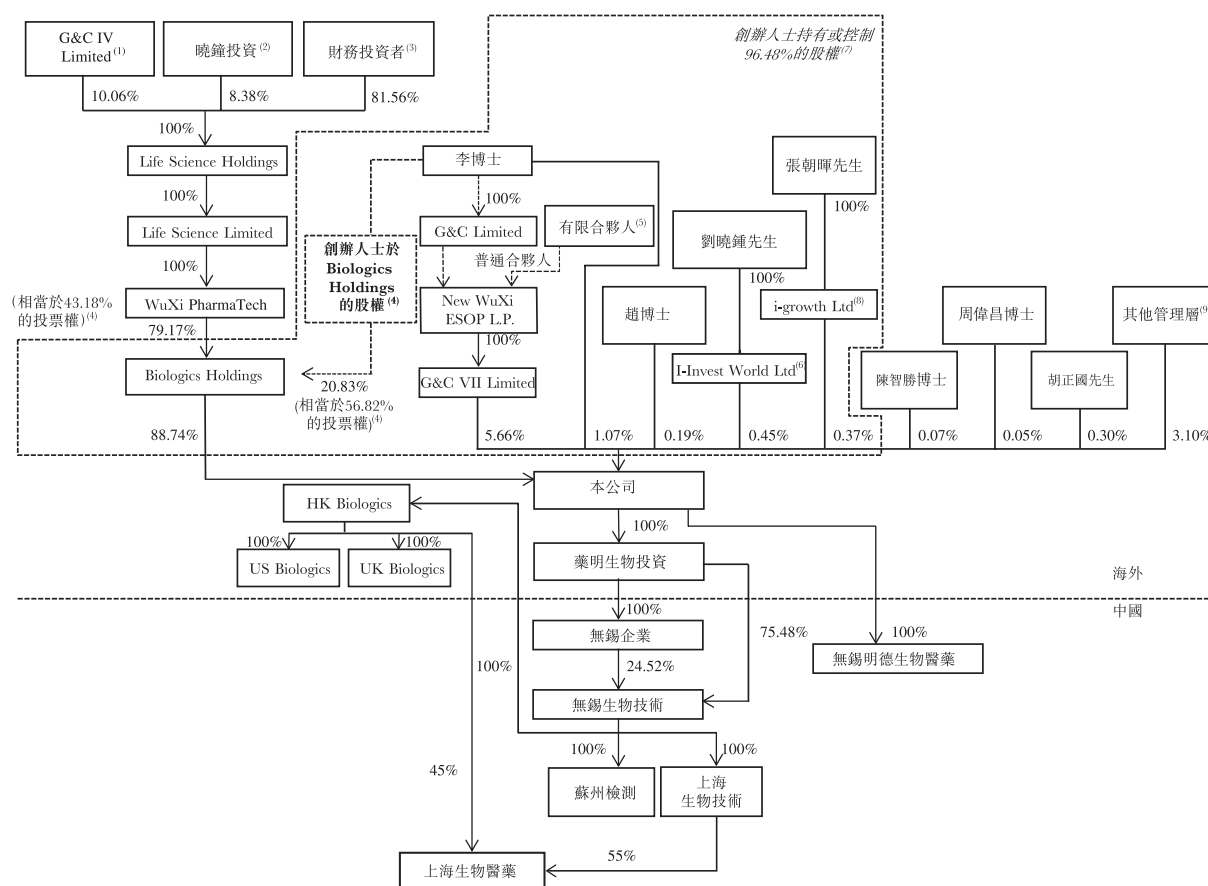 G&C IV
Limited(1)
曉鐘投資(2)
財務投資者(3)
創辦人士持有或控制
96.48%的股權(7)
10.06%
8.38%
81.56%
100%
Life Science Holdings
李博士
張朝暉先生
100%
100%
100%
Life Science Limited
G&C Limited
有限合夥人(5)
劉曉鍾先生
100%
創辦人士於
Biologics
Holdings
的股權(4)
普通合夥人
100%
(相當於43.18%
的投票權)(4)
WuXi PharmaTech
New WuXi
ESOP L.P.
趙博士
i-growth Ltd(8)
周偉昌博士
其他管理層(9)
79.17%
100%
Biologics Holdings
20.83%
(相當於56.82%
的投票權)(4)
G&C VII Limited
I-Invest World Ltd(6)
陳智勝博士
胡正國先生
88.74%
5.66%
1.07%
0.19%
0.45%
0.37%
0.07%
0.05%
0.30%
3.10%
本公司
HK Biologics
100%
100%
100%
US Biologics
UK Biologics
藥明生物投資
海外
中國
100%
無錫企業
75.48%
100%
無錫明德生物醫藥
100%
24.52%
無錫生物技術
100%
100%
45%
蘇州檢測
上海
生物技術
55%
上海生物醫藥